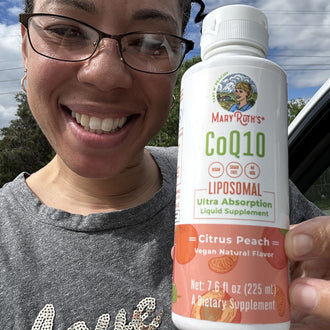 MARYRUTH'S
CoQ10
LIPOSOMAL
Ultra Absorption
Liquid Supplement
Citrus Peach
Vegan Natural Flavor
Net: 7.6 fl oz (225 mL)
A Dietary Supplement